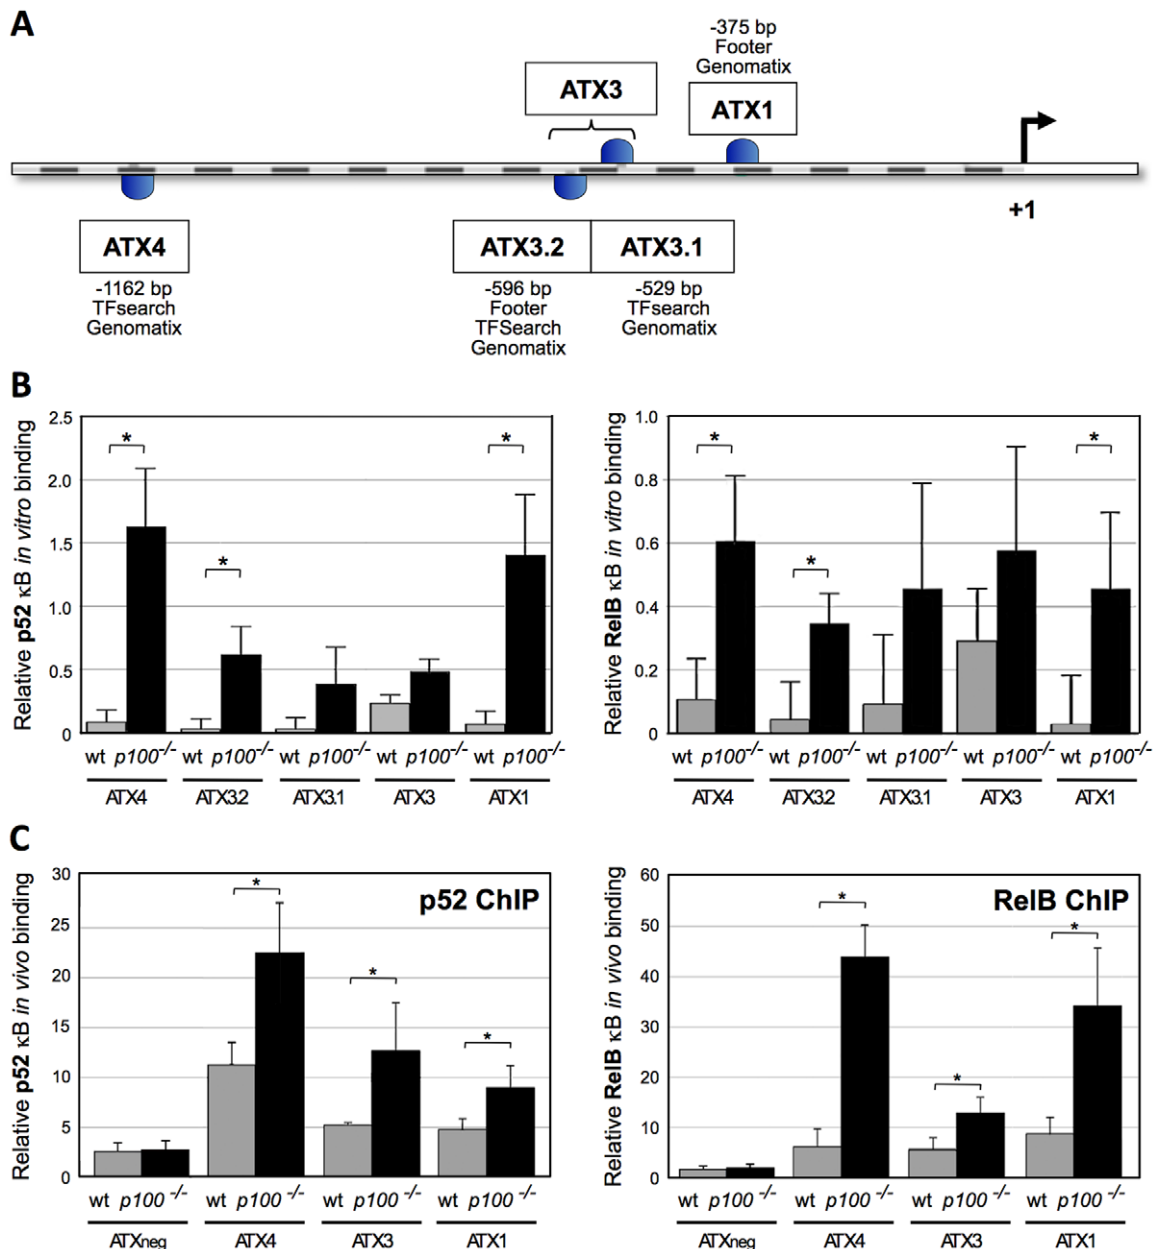 A
-375 bp
Footer
Genomatix
ATX3
ATX1
+1
ATX4
ATX3.2
ATX3.1
-1162 bp
TFsearch
Genomatix
-596 bp
Footer
TFSearch
Genomatix
-529 bp
TFsearch
Genomatix
B
Relative p52 κB in vitro binding
2.5
2.0
1.5
1.0
0.5
0
* * *
wt p100-/- wt p100-/- wt p100-/- wt p100-/- wt p100-/-
ATX4 ATX3.2 ATX3.1 ATX3 ATX1
Relative RelB κB in vitro binding
1.0
0.8
0.6
0.4
0.2
0
* * *
wt p100-/- wt p100-/- wt p100-/- wt p100-/- wt p100-/-
ATX4 ATX3.2 ATX3.1 ATX3 ATX1
C
Relative p52 κB in vivo binding
30
25
20
15
10
5
0
p52 ChIP
* * *
wt p100 -/- wt p100 -/- wt p100 -/- wt p100 -/-
ATXneg ATX4 ATX3 ATX1
Relative RelB κB in vivo binding
60
50
40
30
20
10
0
RelB ChIP
* * *
wt p100 -/- wt p100 -/- wt p100 -/- wt p100 -/-
ATXneg ATX4 ATX3 ATX1